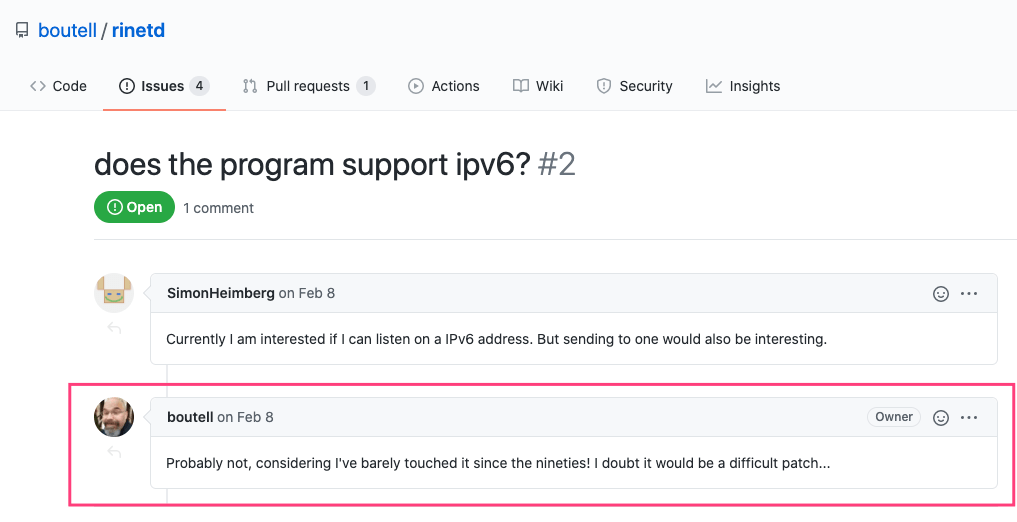 boutell / rinetd
Code Issues 4 Pull requests 1 Actions Wiki Security Insights
does the program support ipv6? #2
Open 1 comment
SimonHeimberg on Feb 8
Currently I am interested if I can listen on a IPv6 address. But sending to one would also be interesting.
boutell on Feb 8 Owner
Probably not, considering I've barely touched it since the nineties! I doubt it would be a difficult patch...